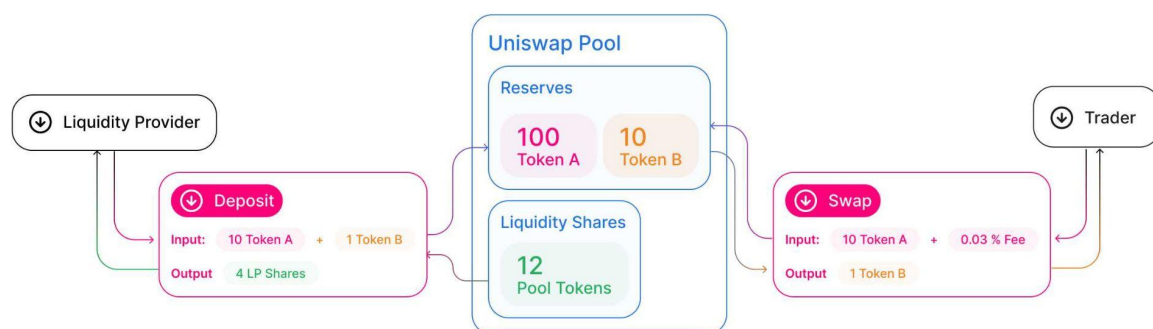 Liquidity Provider
Deposit
Input: 10 Token A + 1 Token B
Output 4 LP Shares
Uniswap Pool
Reserves
100
Token A
10
Token B
Liquidity Shares
12
Pool Tokens
Trader
Swap
Input: 10 Token A + 0.03 % Fee
Output 1 Token B